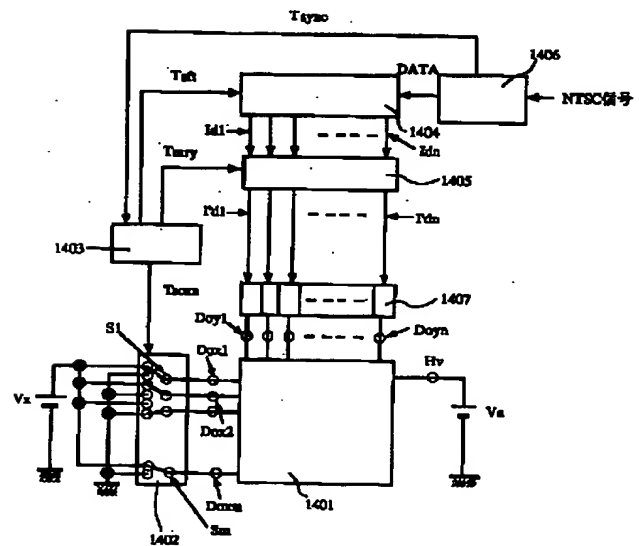 Tsync
1406
DATA
Tsft
NTSC信号
1404
Id1
Idn
Tmry
1405
I'd1
I'dn
1403
Tscan
1407
Doy1
Doyn
S1
Dox1
Hv
Vx
Va
Dox2
Doxm
1401
Sm
1402